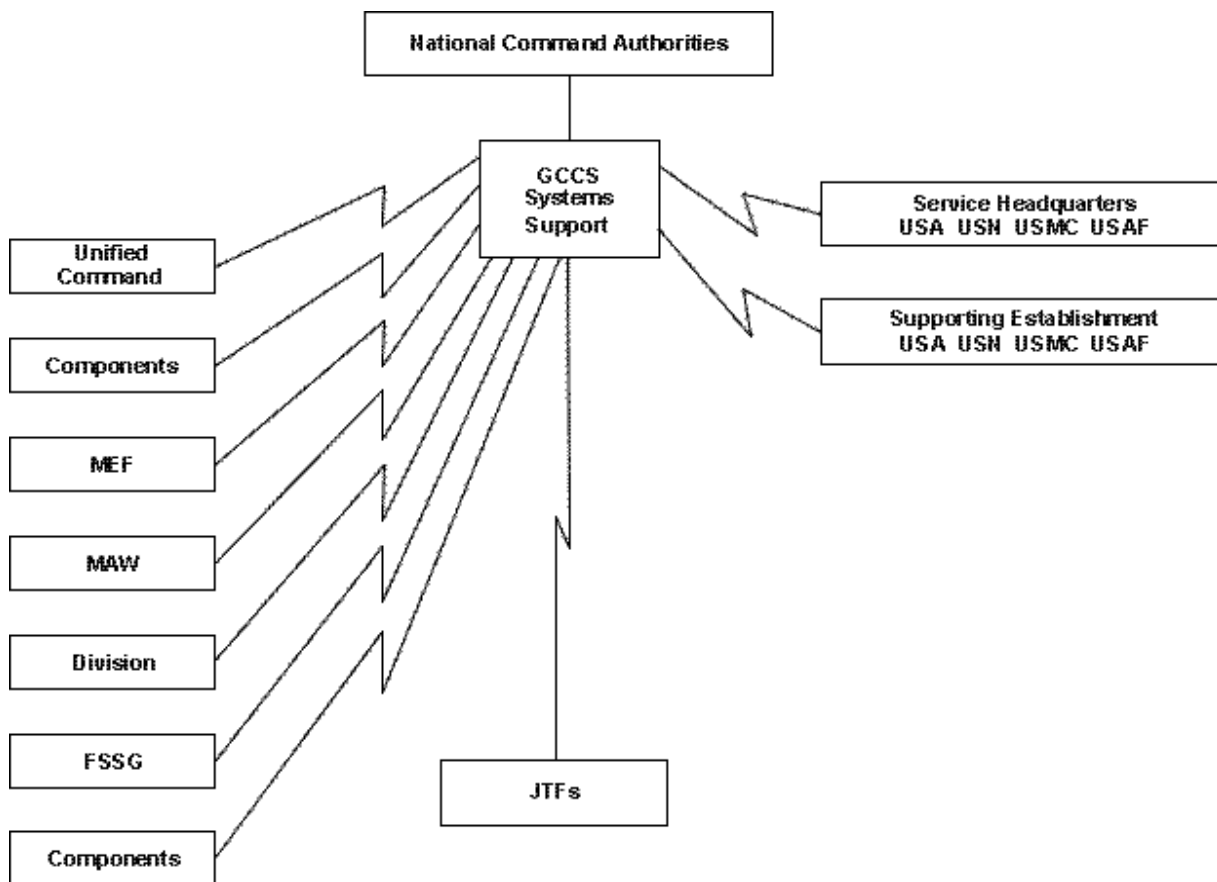 National Command Authorities
GCCS
Systems
Support
Service Headquarters
USA USN USMC USAF
Unified
Command
Supporting Establishment
USA USN USMC USAF
Components
MEF
MAW
Division
FSSG
JTFs
Components